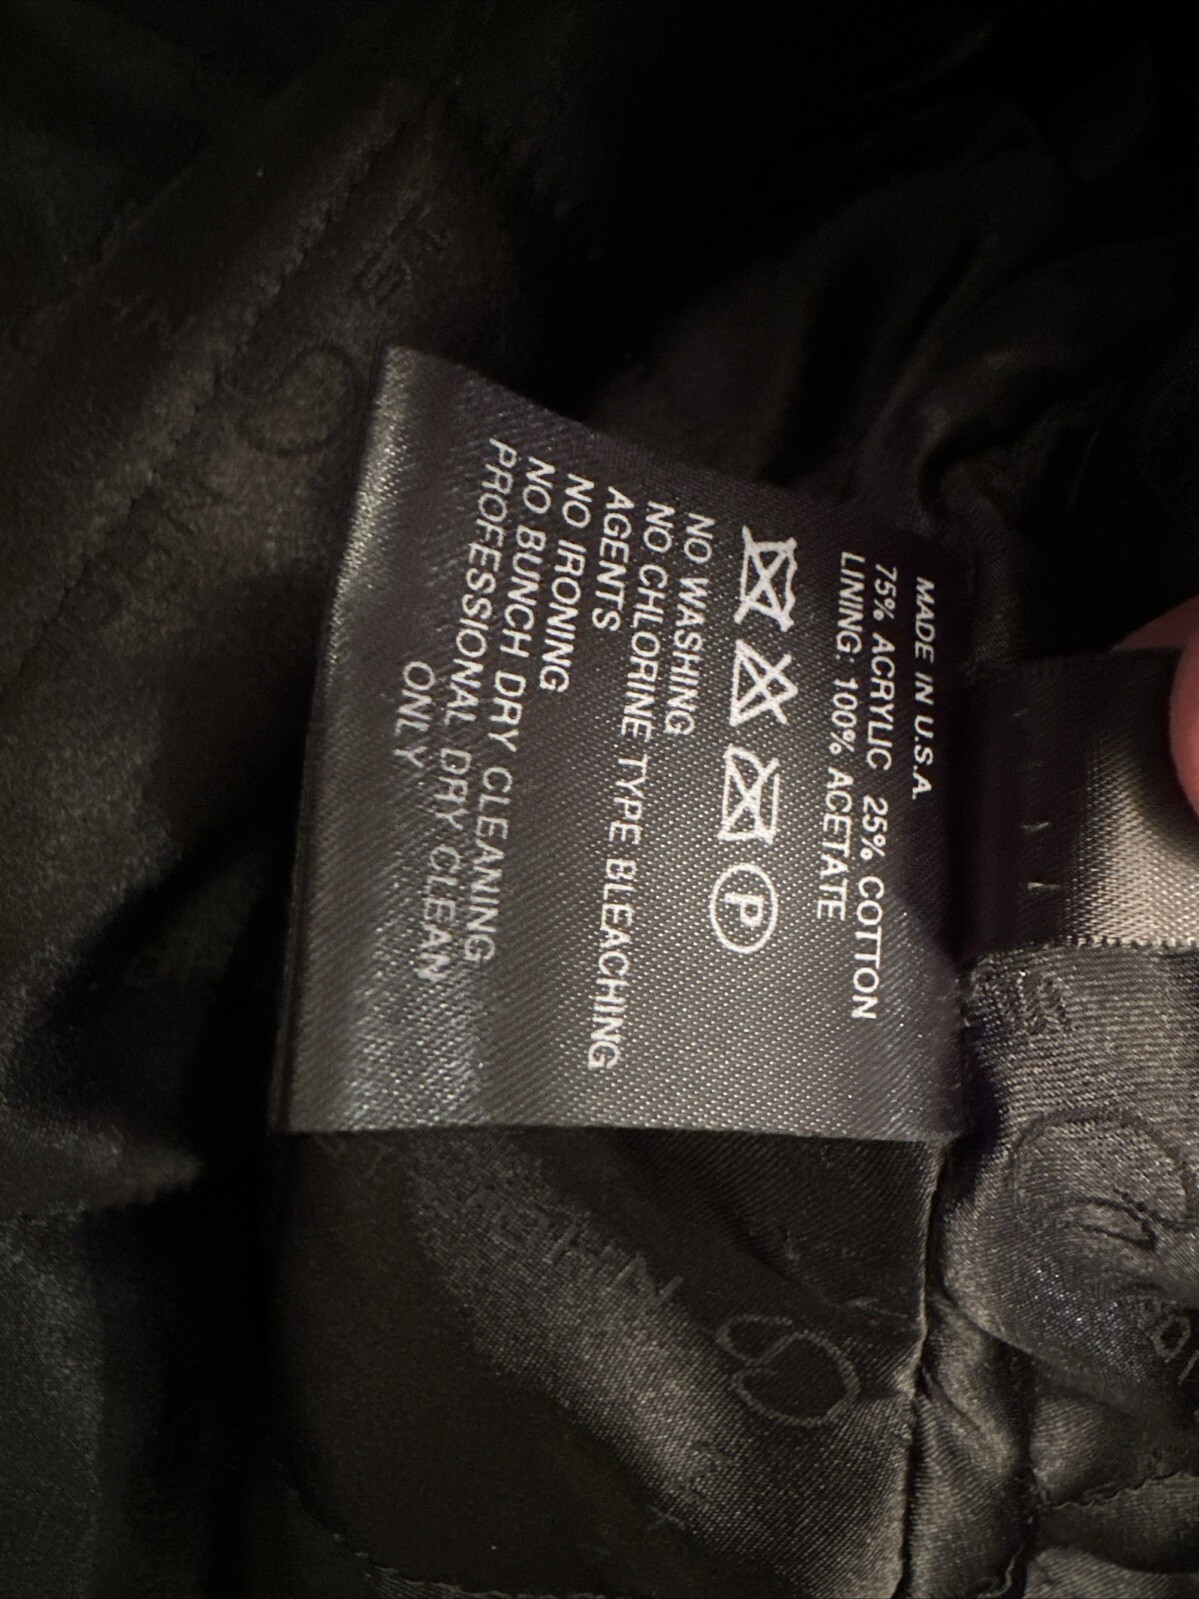 MADE IN U.S.A.
75% ACRYLIC 25% COTTON
LINING: 100% ACETATE
P
NO WASHING
NO CHLORINE TYPE BLEACHING
AGENTS
NO IRONING
NO BUNCH DRY CLEANING
PROFESSIONAL DRY CLEAN
ONLY
JOHN